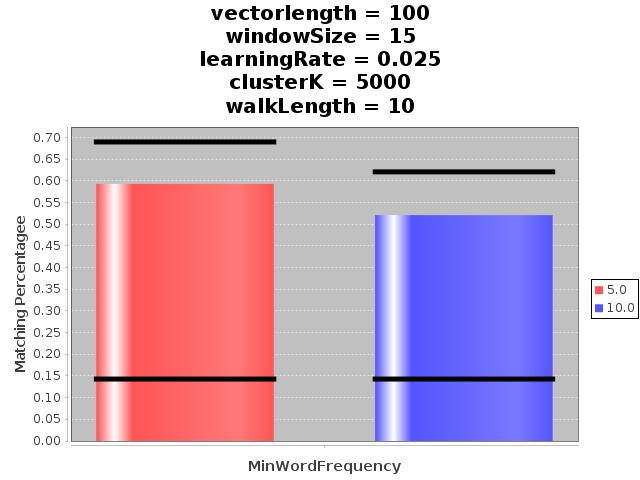 vectorlength = 100
windowSize = 15
learningRate = 0.025
clusterK = 5000
walkLength = 10
0.70
0.65
0.60
0.55
0.50
0.45
0.40
0.35
0.30
0.25
0.20
0.15
0.10
0.05
0.00
Matching Percentagee
5.0
10.0
MinWordFrequency